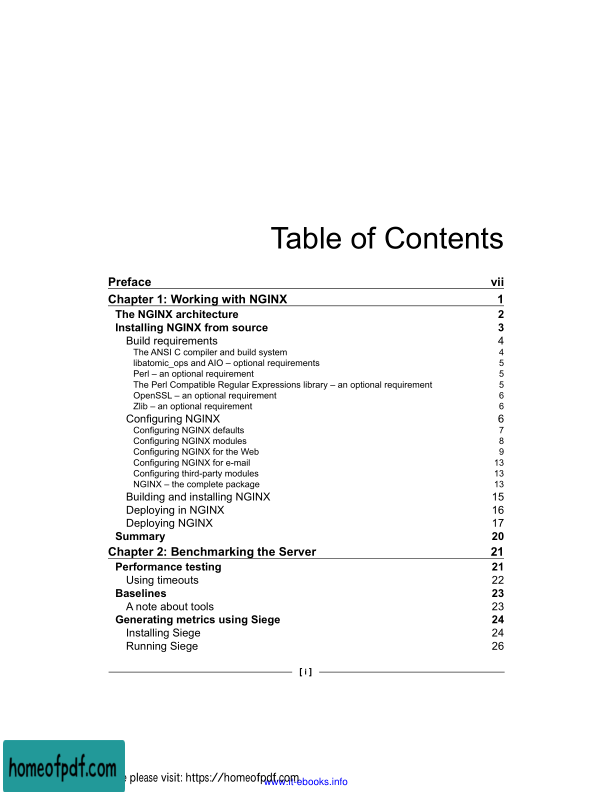 Table of Contents
Preface vii
Chapter 1: Working with NGINX 1
The NGINX architecture 2
Installing NGINX from source 3
Build requirements 4
The ANSI C compiler and build system 4
libatomic_ops and AIO – optional requirements 5
Perl – an optional requirement 5
The Perl Compatible Regular Expressions library – an optional requirement 5
OpenSSL – an optional requirement 6
Zlib – an optional requirement 6
Configuring NGINX 6
Configuring NGINX defaults 7
Configuring NGINX modules 8
Configuring NGINX for the Web 9
Configuring NGINX for e-mail 13
Configuring third-party modules 13
NGINX – the complete package 13
Building and installing NGINX 15
Deploying in NGINX 16
Deploying NGINX 17
Summary 20
Chapter 2: Benchmarking the Server 21
Performance testing 21
Using timeouts 22
Baselines 23
A note about tools 23
Generating metrics using Siege 24
Installing Siege 24
Running Siege 26
[ i ]
homeofpdf.com
please visit: https://homeofpdf.com
www.it-ebooks.info